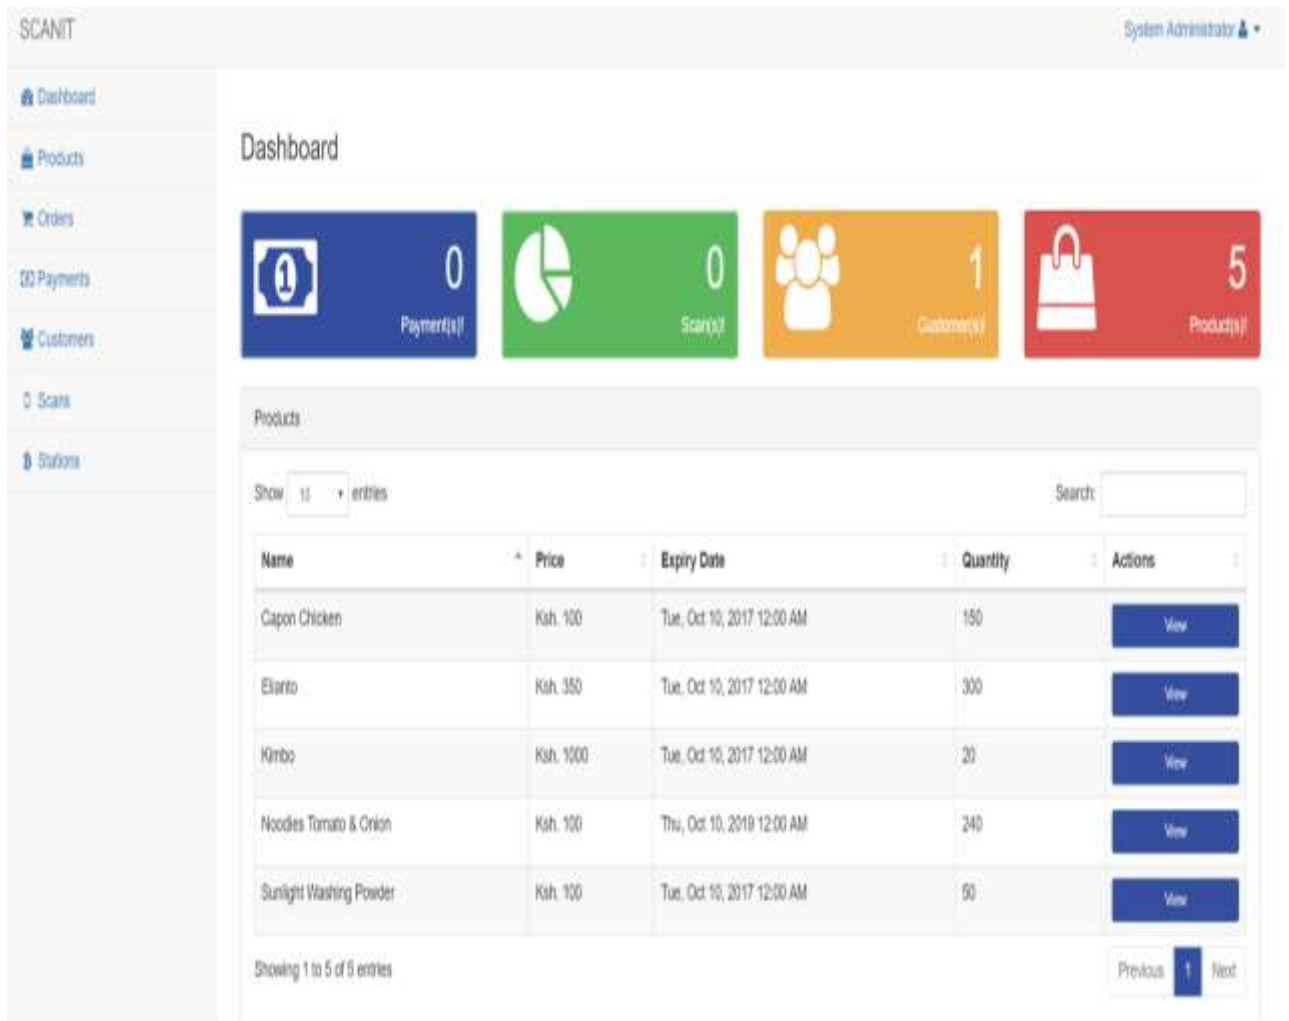 SCANIT
System Administrator
Dashboard
Products
Orders
Payments
Customers
Scans
Stations
Dashboard
0
Payment(s)!
0
Scan(s)!
1
Customer(s)!
5
Product(s)!
Products
Show 10 entries
Search:
Name Price Expiry Date Quantity Actions
Capon Chicken Ksh. 100 Tue, Oct 10, 2017 12:00 AM 150 View
Elianto Ksh. 350 Tue, Oct 10, 2017 12:00 AM 300 View
Kimbo Ksh. 1000 Tue, Oct 10, 2017 12:00 AM 20 View
Noodles Tomato & Onion Ksh. 100 Thu, Oct 10, 2019 12:00 AM 240 View
Sunlight Washing Powder Ksh. 100 Tue, Oct 10, 2017 12:00 AM 50 View
Showing 1 to 5 of 5 entries
Previous 1 Next